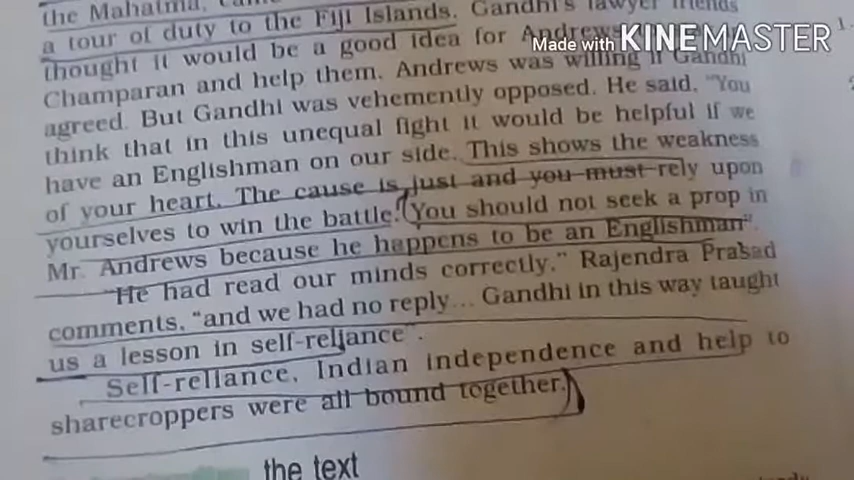 the Mahatma, came
a tour of duty to the Fiji Islands. Gandhi's lawyer friends
thought it would be a good idea for Andrews
Made with KINEMASTER
Champaran and help them. Andrews was willing if Gandhi
agreed. But Gandhi was vehemently opposed. He said, "You
think that in this unequal fight it would be helpful if we
have an Englishman on our side. This shows the weakness
of your heart. The cause is just and you must rely upon
yourselves to win the battle. You should not seek a prop in
Mr. Andrews because he happens to be an Englishman".
"He had read our minds correctly," Rajendra Prasad
comments, "and we had no reply... Gandhi in this way taught
us a lesson in self-reliance".
Self-reliance, Indian independence and help to
sharecroppers were all bound together.
the text